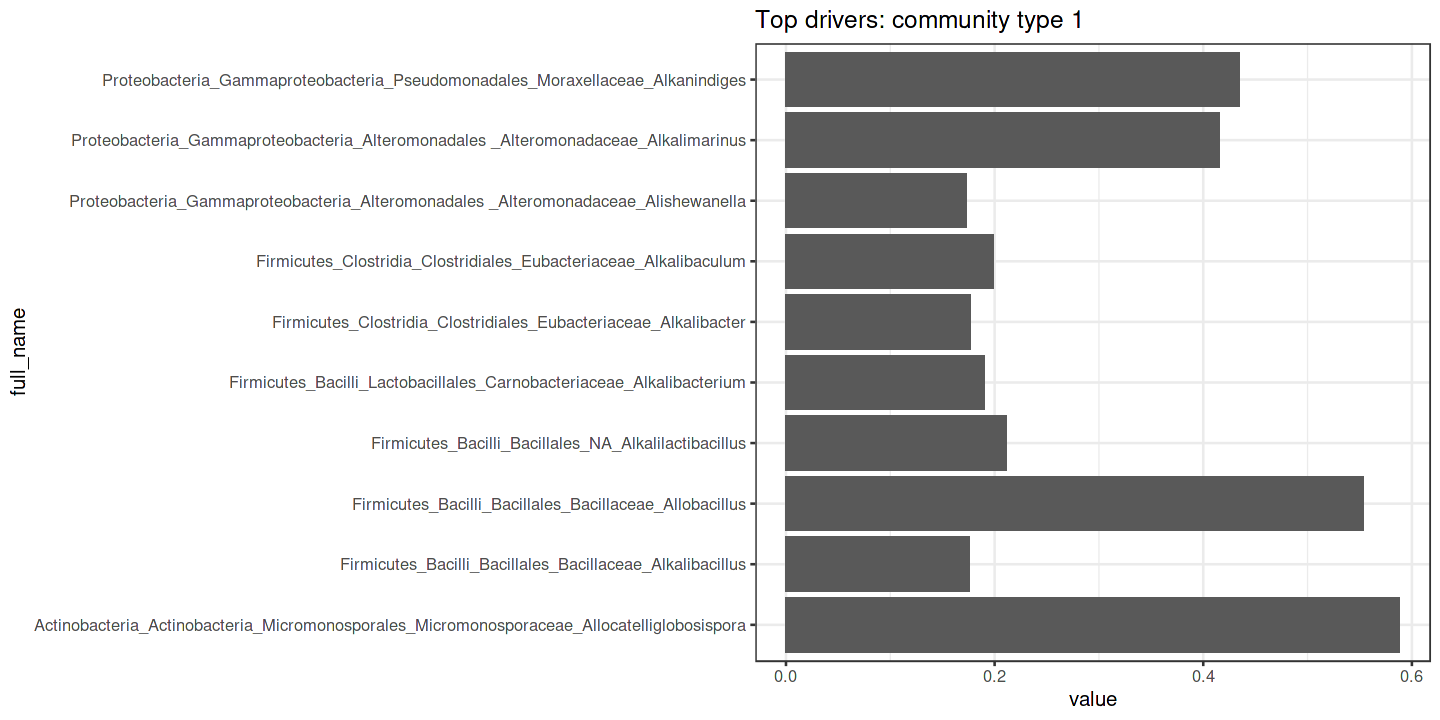 Top drivers: community type 1
Proteobacteria_Gammaproteobacteria_Pseudomonadales_Moraxellaceae_Alkanindiges
Proteobacteria_Gammaproteobacteria_Alteromonadales _Alteromonadaceae_Alkalimarinus
Proteobacteria_Gammaproteobacteria_Alteromonadales _Alteromonadaceae_Alishewanella
Firmicutes_Clostridia_Clostridiales_Eubacteriaceae_Alkalibaculum
Firmicutes_Clostridia_Clostridiales_Eubacteriaceae_Alkalibacter
Firmicutes_Bacilli_Lactobacillales_Carnobacteriaceae_Alkalibacterium
Firmicutes_Bacilli_Bacillales_NA_Alkalilactibacillus
Firmicutes_Bacilli_Bacillales_Bacillaceae_Allobacillus
Firmicutes_Bacilli_Bacillales_Bacillaceae_Alkalibacillus
Actinobacteria_Actinobacteria_Micromonosporales_Micromonosporaceae_Allocatelliglobosispora
full_name
0.0 0.2 0.4 0.6
value